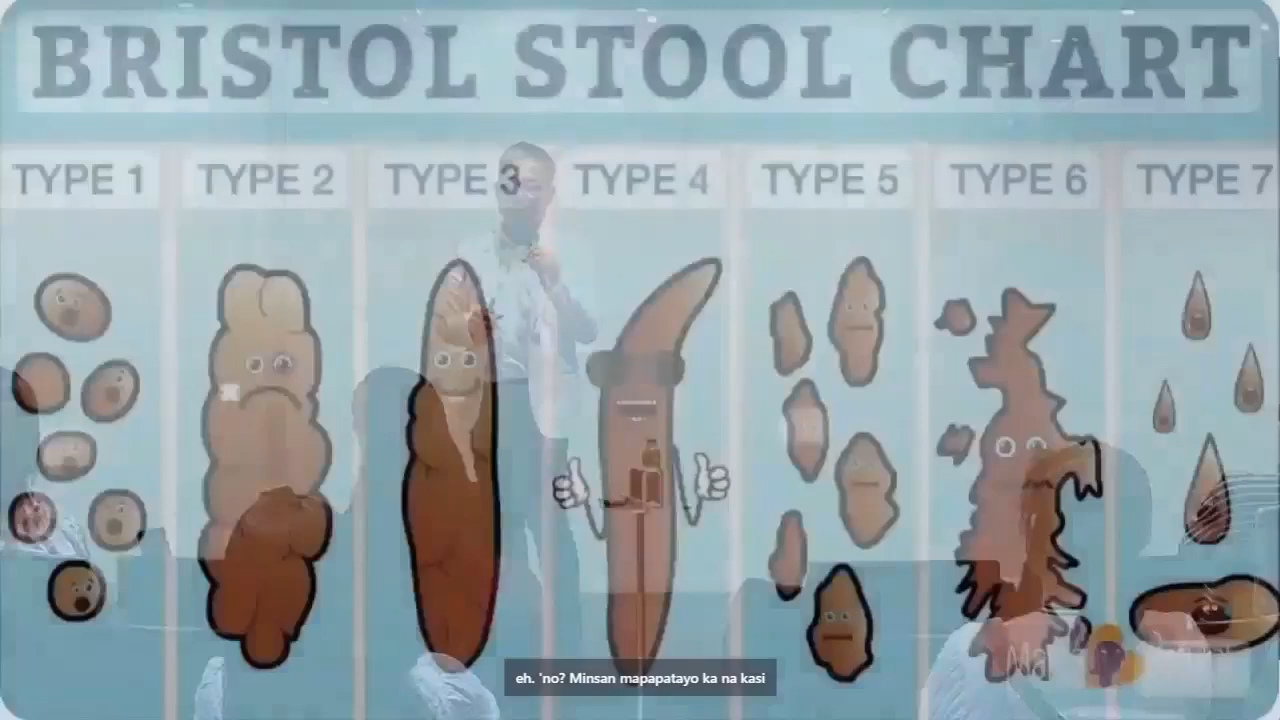 BRISTOL STOOL CHART
TYPE 1 TYPE 2 TYPE 3 TYPE 4 TYPE 5 TYPE 6 TYPE 7
eh. 'no? Minsan mapapatayo ka na kasi